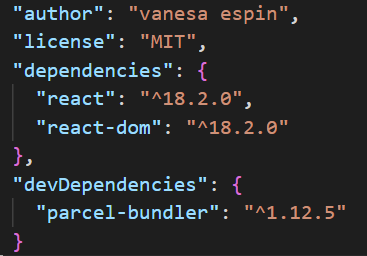 "author": "vanesa espin",
"license": "MIT",
"dependencies": {
"react": "^18.2.0",
"react-dom": "^18.2.0"
},
"devDependencies": {
"parcel-bundler": "^1.12.5"
}